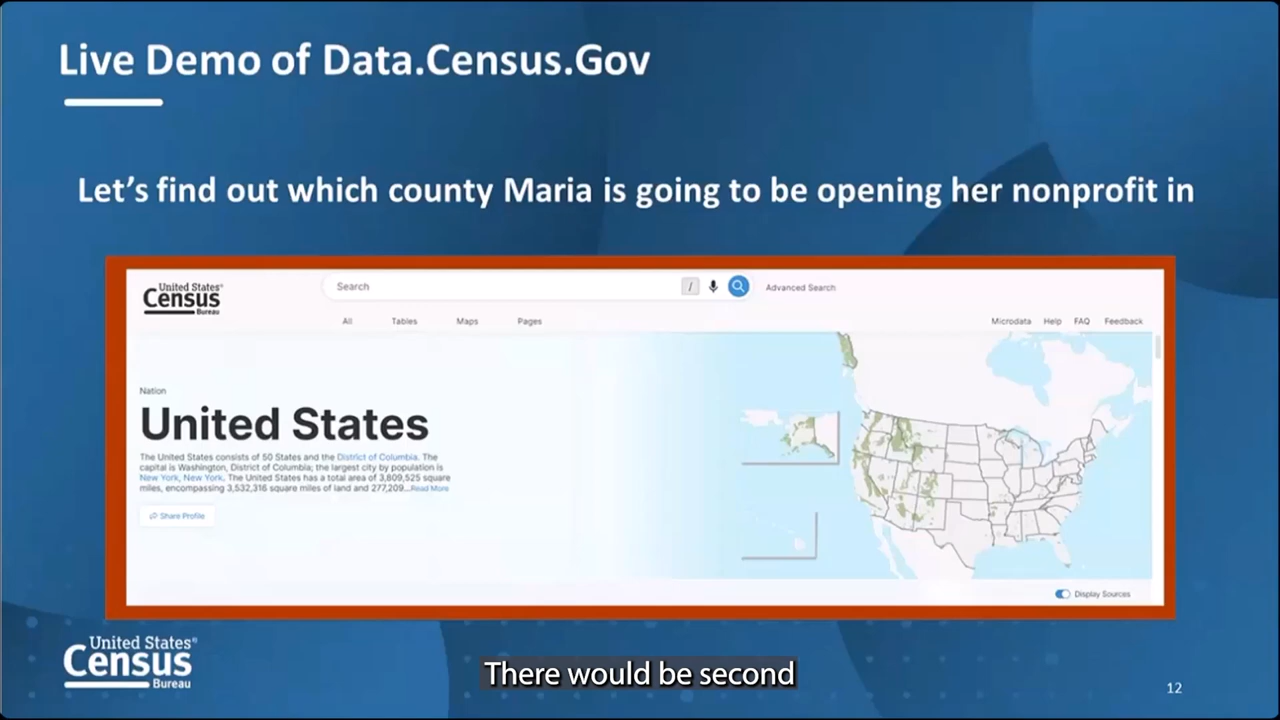 Live Demo of Data.Census.Gov
Let's find out which county Maria is going to be opening her nonprofit in
United States®
Census
Bureau
Search
/
Advanced Search
All Tables Maps Pages
Microdata Help FAQ Feedback
Nation
United States
The United States consists of 50 States and the District of Columbia. The
capital is Washington, District of Columbia; the largest city by population is
New York, New York. The United States has a total area of 3,809,525 square
miles, encompassing 3,532,316 square miles of land and 277,209...Read More
Share Profile
Display Sources
United States®
Census
Bureau
There would be second
12